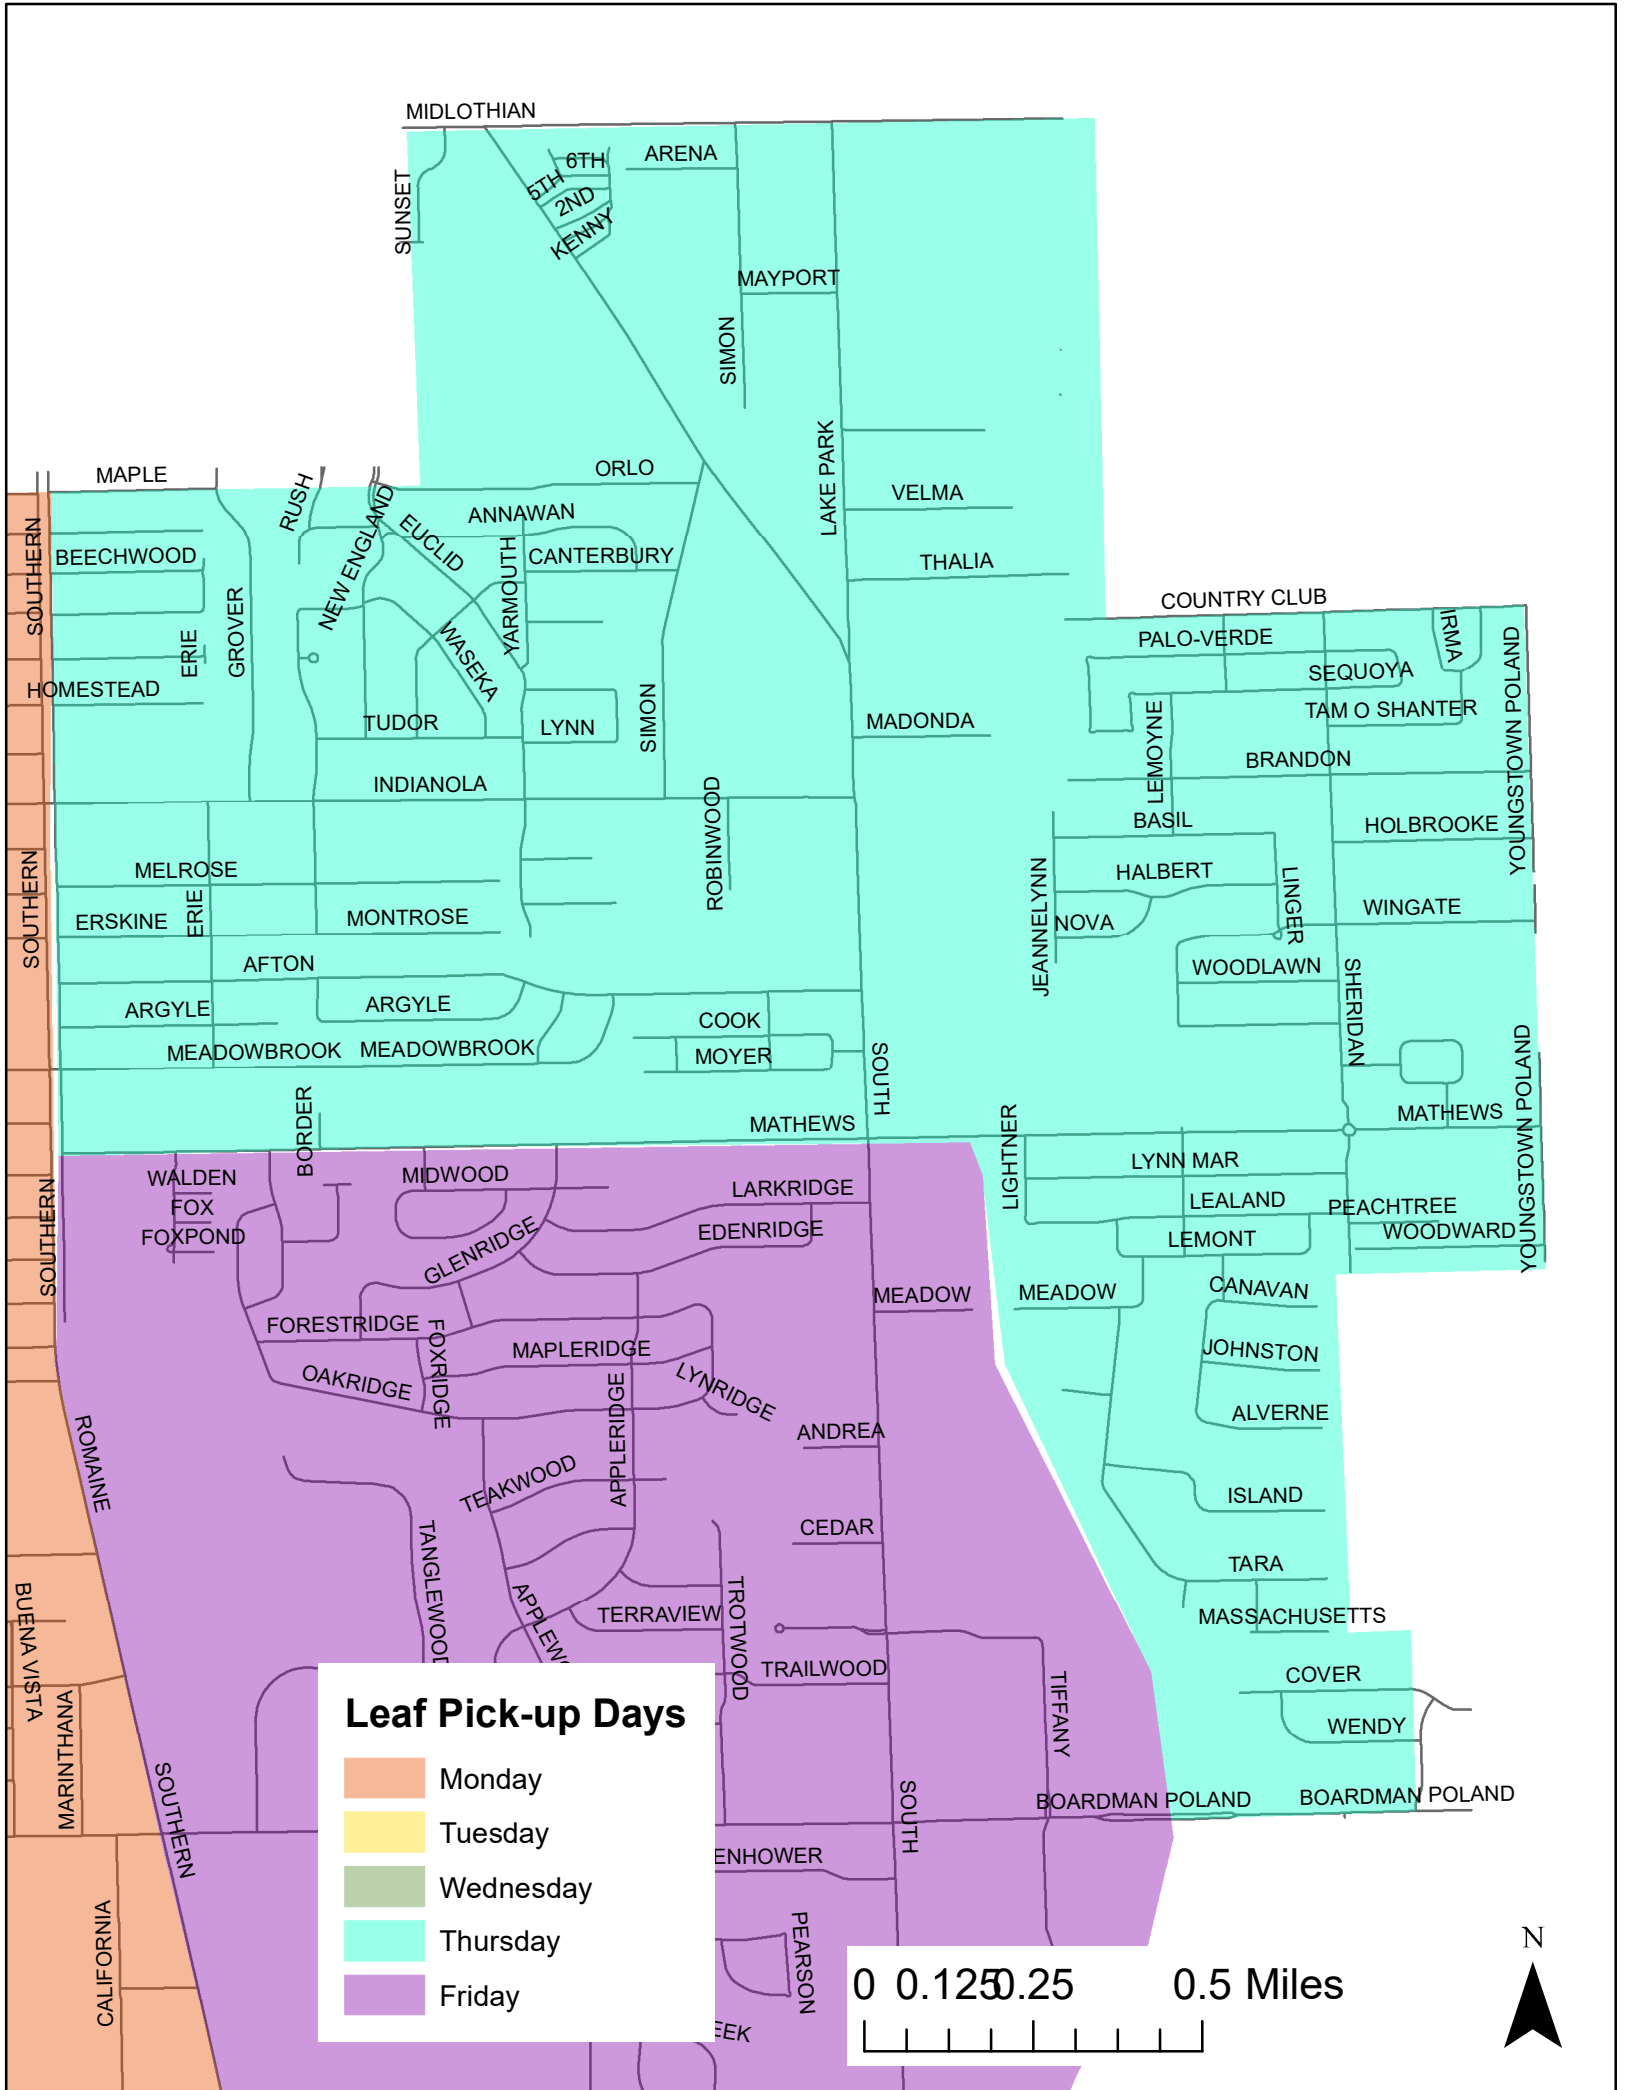 MIDLOTHIAN
6TH
ARENA
5TH
2ND
SUNSET
KENNY
MAYPORT
SIMON
LAKE PARK
MAPLE
RUSH
ORLO
VELMA
ANNAWAN
NEW ENGLAND
EUCLID
SOUTHERN
BEECHWOOD
YARMOUTH
CANTERBURY
THALIA
COUNTRY CLUB
IRMA
GROVER
ERIE
PALO-VERDE
SEQUOYA
WASEKA
YOUNGSTOWN POLAND
HOMESTEAD
TUDOR
LYNN
SIMON
MADONDA
LEMOYNE
TAM O SHANTER
BRANDON
INDIANOLA
ROBINWOOD
BASIL
HOLBROOKE
MELROSE
HALBERT
LINGER
SOUTHERN
ERSKINE
ERIE
MONTROSE
JEANNELYNN
NOVA
WINGATE
AFTON
WOODLAWN
SHERIDAN
ARGYLE
ARGYLE
COOK
MEADOWBROOK
MEADOWBROOK
MOYER
SOUTH
YOUNGSTOWN POLAND
BORDER
MATHEWS
LIGHTNER
MATHEWS
WALDEN
MIDWOOD
LARKRIDGE
LYNN MAR
SOUTHERN
FOX
LEALAND
PEACHTREE
YOUNGSTOWN POLAND
FOXPOND
GLENRIDGE
EDENRIDGE
LEMONT
WOODWARD
MEADOW
MEADOW
CANAVAN
FORESTRIDGE
FOXRIDGE
MAPLERIDGE
JOHNSTON
OAKRIDGE
LYNRIDGE
APPLERIDGE
ANDREA
ALVERNE
ROMAINE
TEAKWOOD
ISLAND
CEDAR
TANGLEWOOD
TARA
BUENA VISTA
APPLEWO
TERRAVIEW
TROTWOOD
MASSACHUSETTS
TRAILWOOD
TIFFANY
COVER
MARINTHANA
WENDY
SOUTHERN
SOUTH
BOARDMAN POLAND
BOARDMAN POLAND
ENHOWER
CALIFORNIA
PEARSON
EEK
Leaf Pick-up Days
Monday
Tuesday
Wednesday
Thursday
Friday
0 0.125 0.25 0.5 Miles
N